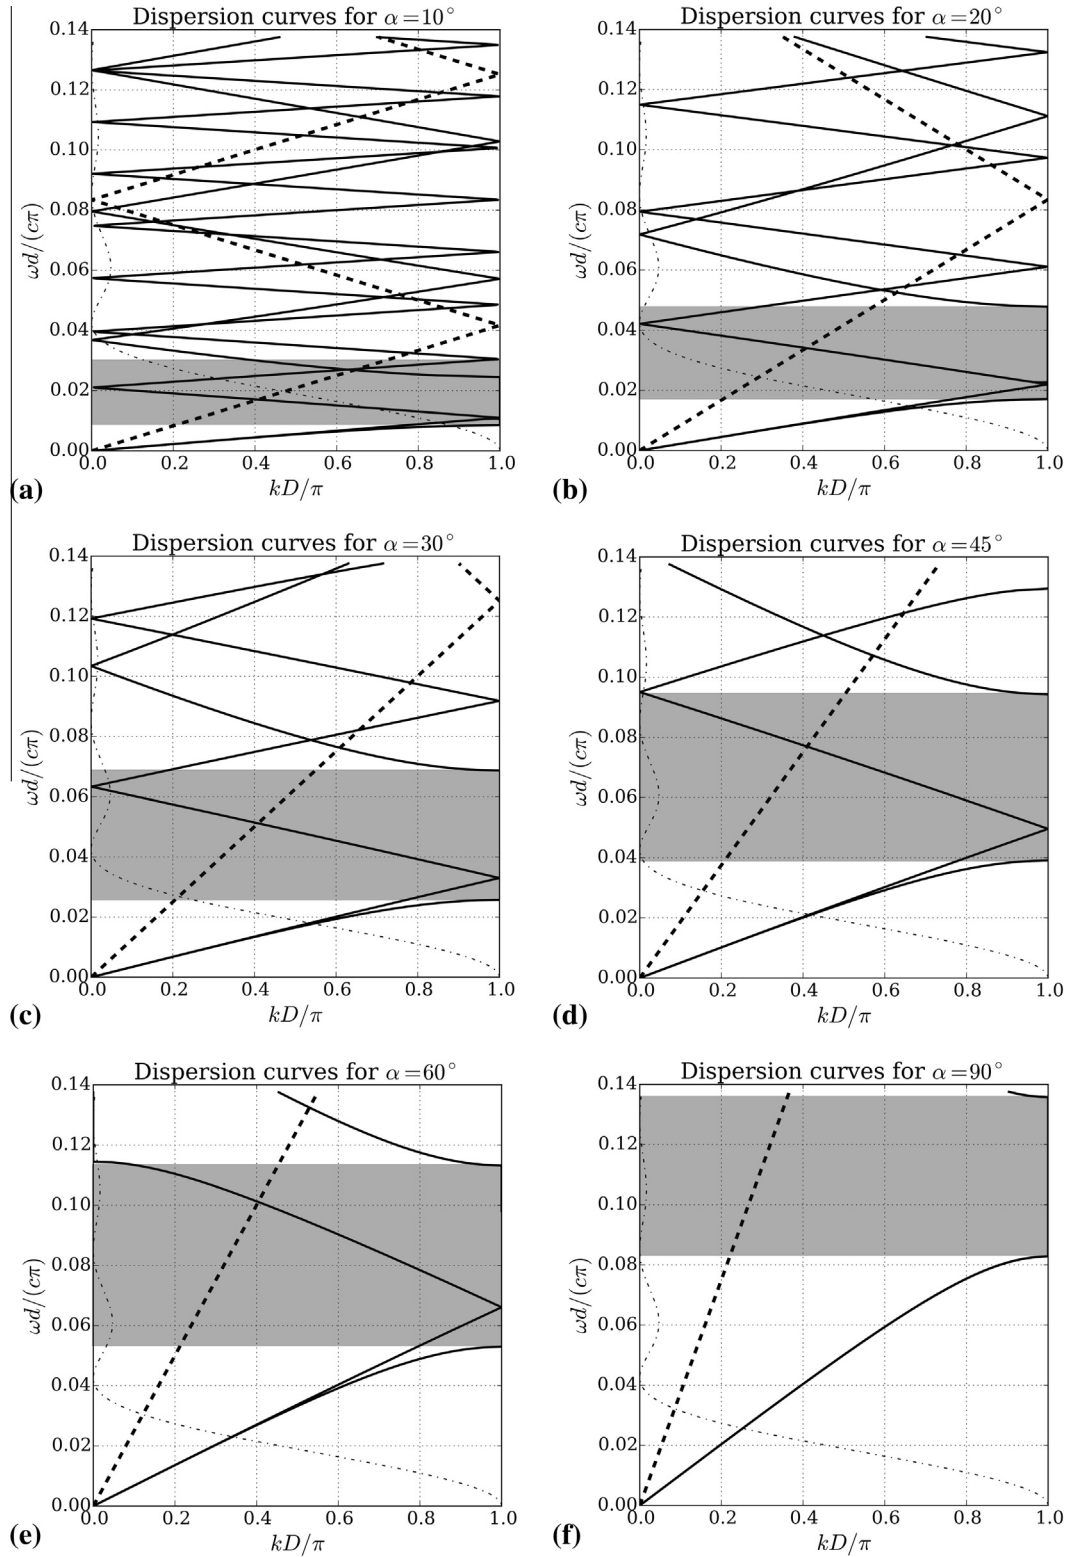 Dispersion curves for α=10°
0.14
0.12
0.10
0.08
0.06
0.04
0.02
0.00
ωd/(cπ)
0.0 0.2 0.4 0.6 0.8 1.0
(a)
kD/π
Dispersion curves for α=20°
0.14
0.12
0.10
0.08
0.06
0.04
0.02
0.00
ωd/(cπ)
0.0 0.2 0.4 0.6 0.8 1.0
(b)
kD/π
Dispersion curves for α=30°
0.14
0.12
0.10
0.08
0.06
0.04
0.02
0.00
ωd/(cπ)
0.0 0.2 0.4 0.6 0.8 1.0
(c)
kD/π
Dispersion curves for α=45°
0.14
0.12
0.10
0.08
0.06
0.04
0.02
0.00
ωd/(cπ)
0.0 0.2 0.4 0.6 0.8 1.0
(d)
kD/π
Dispersion curves for α=60°
0.14
0.12
0.10
0.08
0.06
0.04
0.02
0.00
ωd/(cπ)
0.0 0.2 0.4 0.6 0.8 1.0
(e)
kD/π
Dispersion curves for α=90°
0.14
0.12
0.10
0.08
0.06
0.04
0.02
0.00
ωd/(cπ)
0.0 0.2 0.4 0.6 0.8 1.0
(f)
kD/π